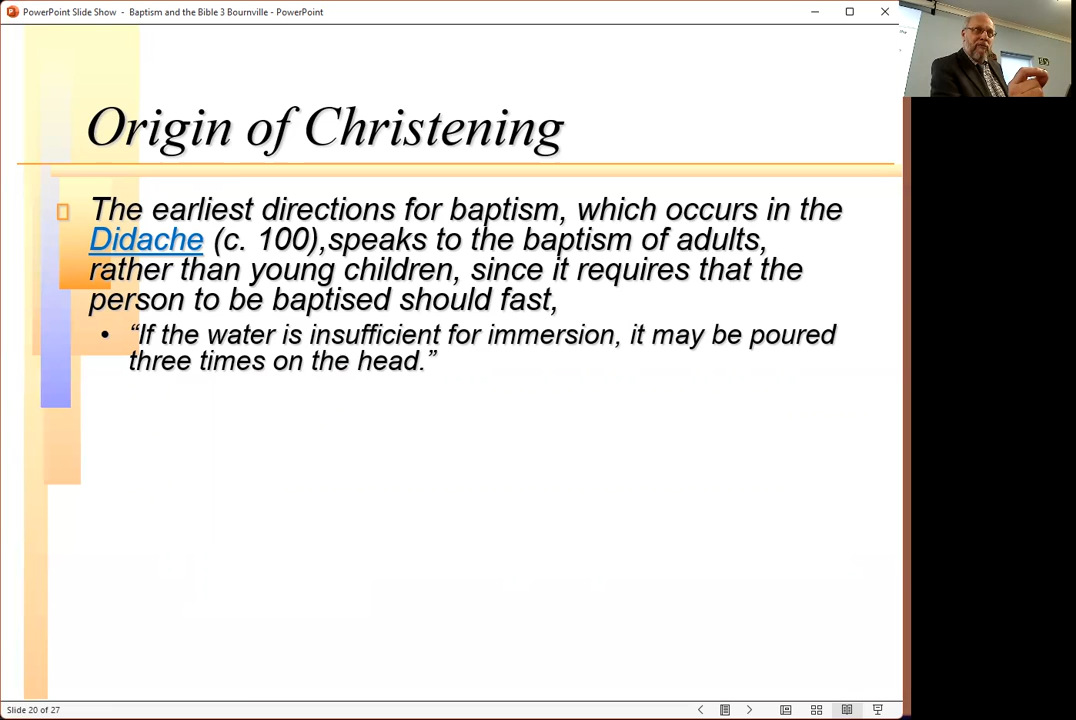 PowerPoint Slide Show - Baptism and the Bible 3 Bournville - PowerPoint
Origin of Christening
The earliest directions for baptism, which occurs in the
Didache (c. 100),speaks to the baptism of adults,
rather than young children, since it requires that the
person to be baptised should fast,
• “If the water is insufficient for immersion, it may be poured
three times on the head.”
Slide 20 of 27